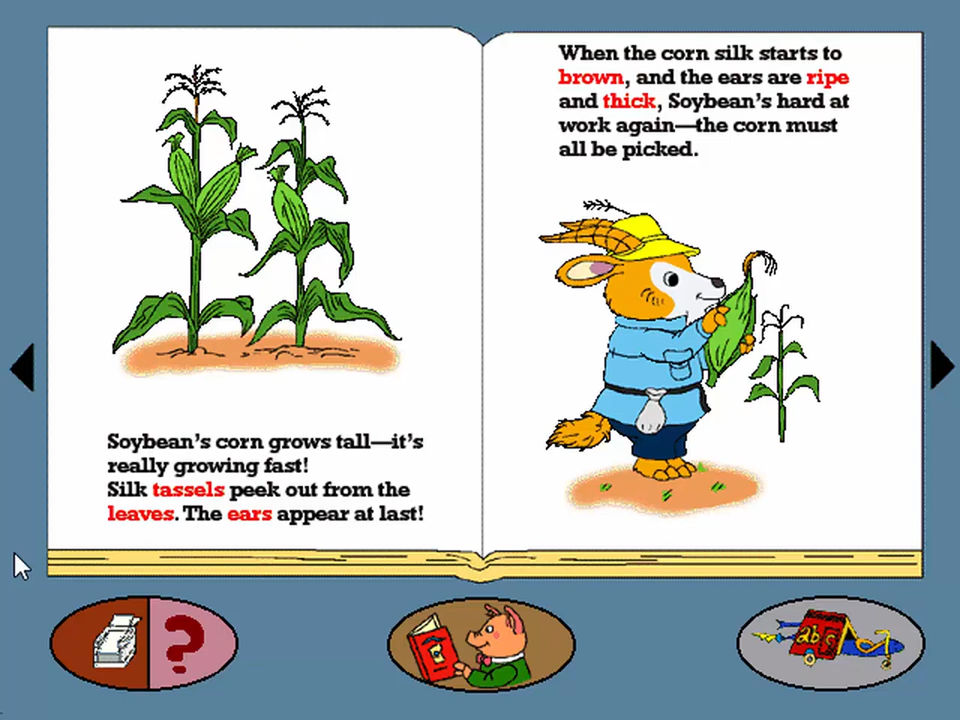 Soybean's corn grows tall—it's
really growing fast!
Silk tassels peek out from the
leaves. The ears appear at last!
When the corn silk starts to
brown, and the ears are ripe
and thick, Soybean's hard at
work again—the corn must
all be picked.
?